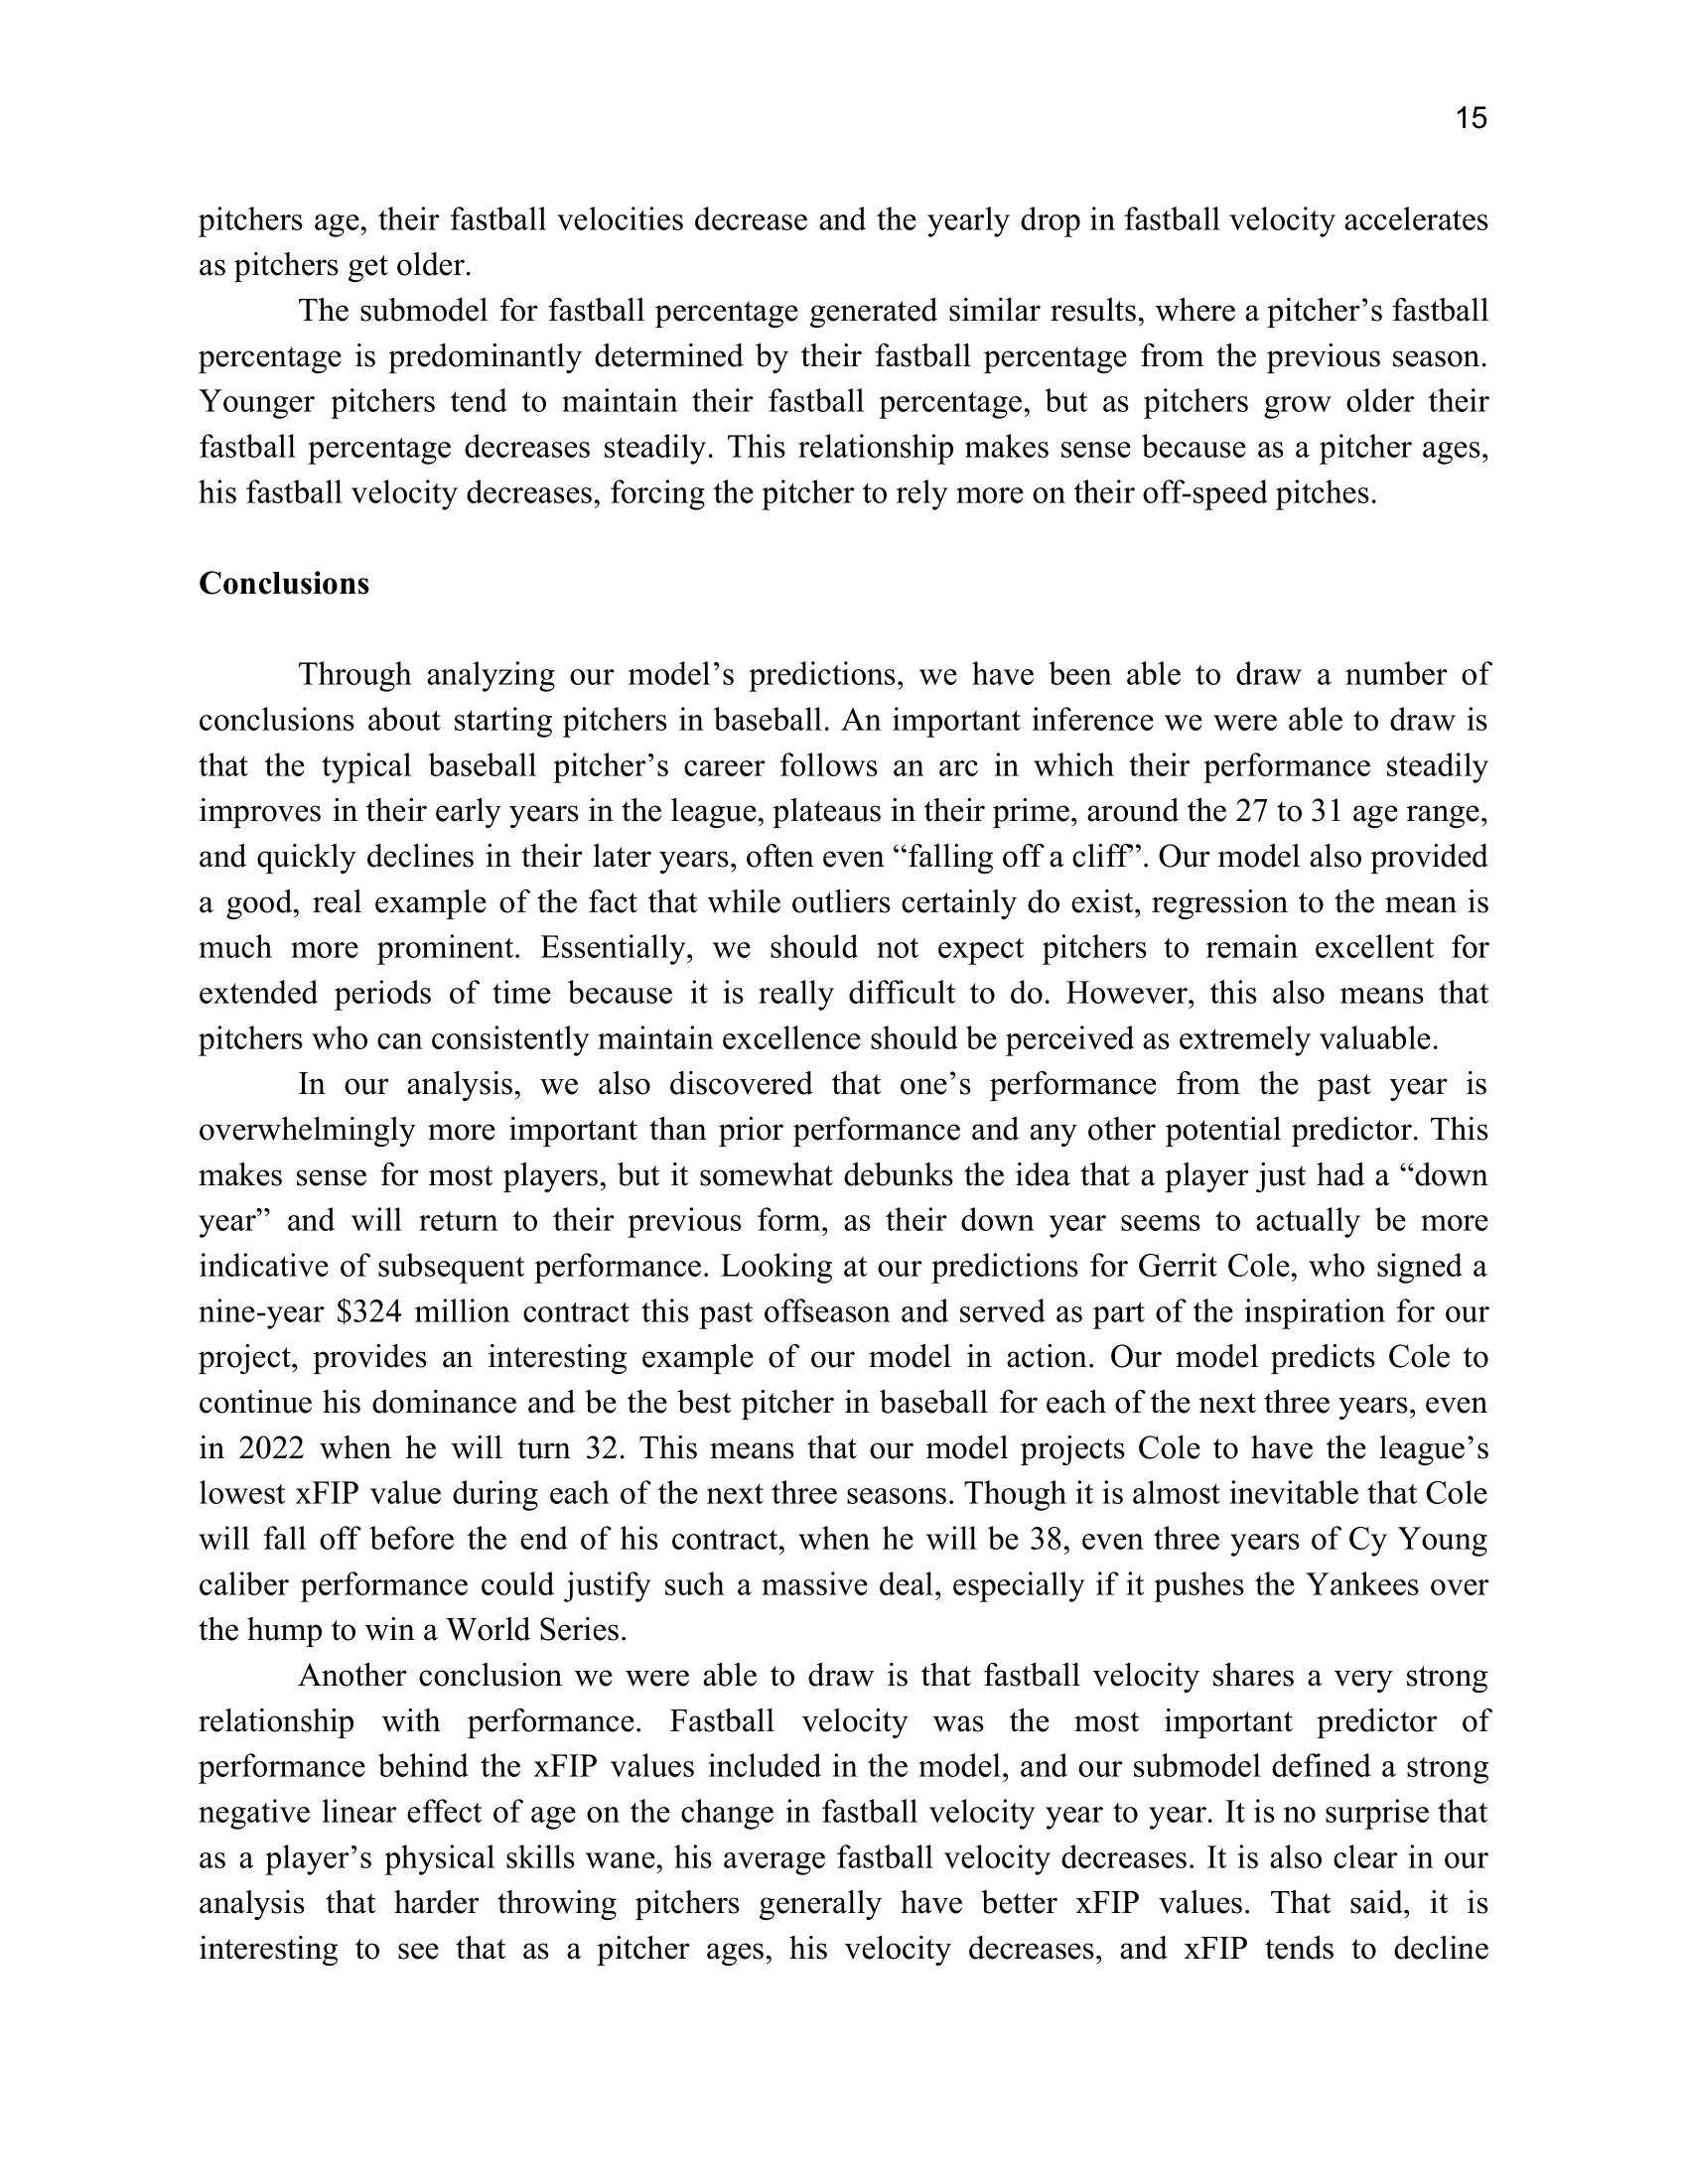 15
pitchers age, their fastball velocities decrease and the yearly drop in fastball velocity accelerates
as pitchers get older.
The submodel for fastball percentage generated similar results, where a pitcher’s fastball
percentage is predominantly determined by their fastball percentage from the previous season.
Younger pitchers tend to maintain their fastball percentage, but as pitchers grow older their
fastball percentage decreases steadily. This relationship makes sense because as a pitcher ages,
his fastball velocity decreases, forcing the pitcher to rely more on their off-speed pitches.
Conclusions
Through analyzing our model’s predictions, we have been able to draw a number of
conclusions about starting pitchers in baseball. An important inference we were able to draw is
that the typical baseball pitcher’s career follows an arc in which their performance steadily
improves in their early years in the league, plateaus in their prime, around the 27 to 31 age range,
and quickly declines in their later years, often even “falling off a cliff”. Our model also provided
a good, real example of the fact that while outliers certainly do exist, regression to the mean is
much more prominent. Essentially, we should not expect pitchers to remain excellent for
extended periods of time because it is really difficult to do. However, this also means that
pitchers who can consistently maintain excellence should be perceived as extremely valuable.
In our analysis, we also discovered that one’s performance from the past year is
overwhelmingly more important than prior performance and any other potential predictor. This
makes sense for most players, but it somewhat debunks the idea that a player just had a “down
year” and will return to their previous form, as their down year seems to actually be more
indicative of subsequent performance. Looking at our predictions for Gerrit Cole, who signed a
nine-year $324 million contract this past offseason and served as part of the inspiration for our
project, provides an interesting example of our model in action. Our model predicts Cole to
continue his dominance and be the best pitcher in baseball for each of the next three years, even
in 2022 when he will turn 32. This means that our model projects Cole to have the league’s
lowest xFIP value during each of the next three seasons. Though it is almost inevitable that Cole
will fall off before the end of his contract, when he will be 38, even three years of Cy Young
caliber performance could justify such a massive deal, especially if it pushes the Yankees over
the hump to win a World Series.
Another conclusion we were able to draw is that fastball velocity shares a very strong
relationship with performance. Fastball velocity was the most important predictor of
performance behind the xFIP values included in the model, and our submodel defined a strong
negative linear effect of age on the change in fastball velocity year to year. It is no surprise that
as a player’s physical skills wane, his average fastball velocity decreases. It is also clear in our
analysis that harder throwing pitchers generally have better xFIP values. That said, it is
interesting to see that as a pitcher ages, his velocity decreases, and xFIP tends to decline